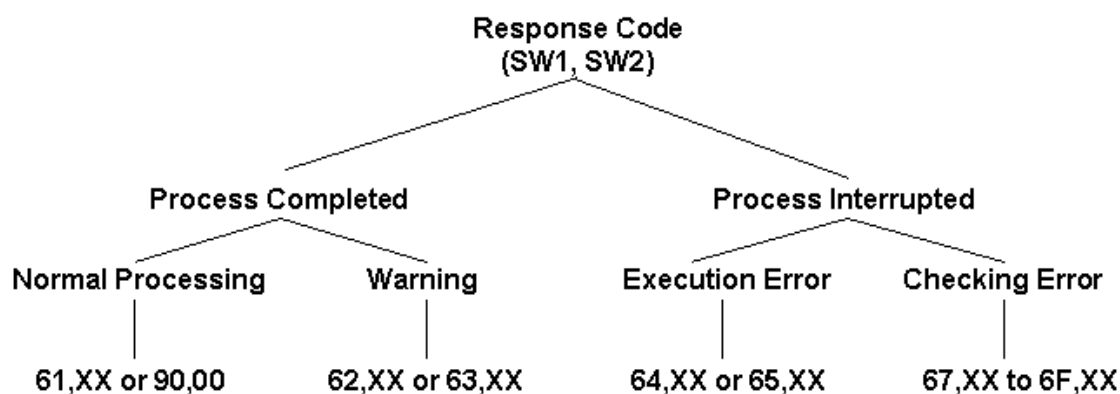 Response Code
(SW1, SW2)
Process Completed
Process Interrupted
Normal Processing
Warning
Execution Error
Checking Error
61,XX or 90,00
62,XX or 63,XX
64,XX or 65,XX
67,XX to 6F,XX